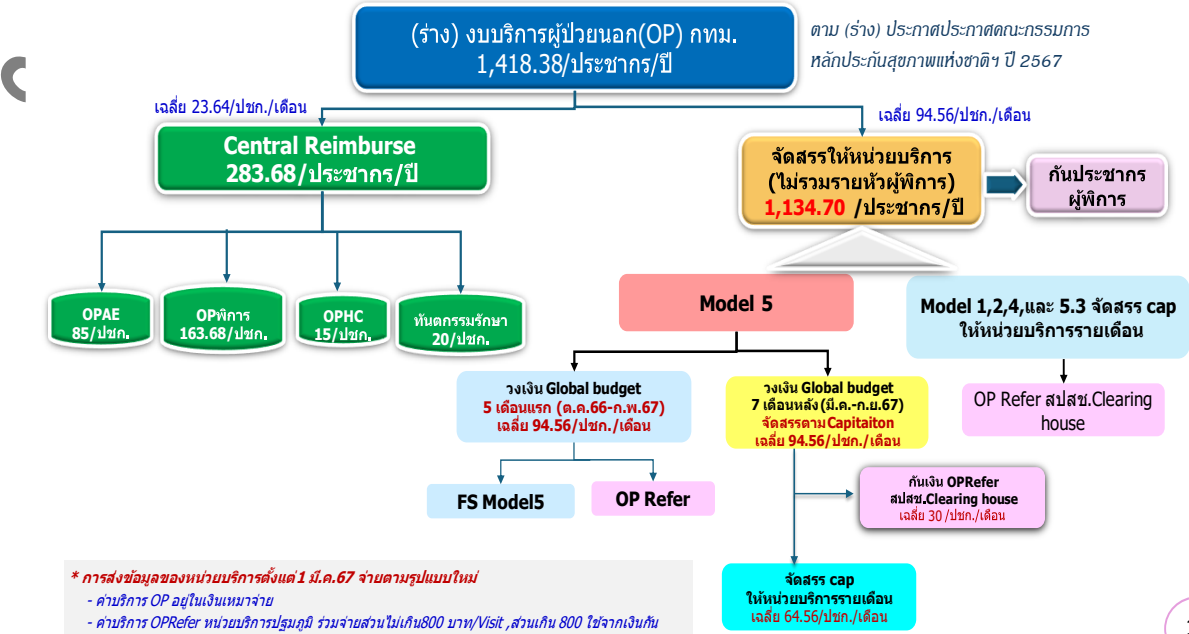 (ร่าง) งบบริการผู้ป่วยนอก(OP) กทม.
1,418.38/ประชากร/ปี
ตาม (ร่าง) ประกาศประกาศคณะกรรมการ
หลักประกันสุขภาพแห่งชาติฯ ปี 2567
เฉลี่ย 23.64/ปชก./เดือน
เฉลี่ย 94.56/ปชก./เดือน
Central Reimburse
283.68/ประชากร/ปี
จัดสรรให้หน่วยบริการ
(ไม่รวมรายหัวผู้พิการ)
1,134.70 /ประชากร/ปี
กันประชากร
ผู้พิการ
OPAE
85/ปชก.
OPพิการ
163.68/ปชก.
OPHC
15/ปชก.
ทันตกรรมรักษา
20/ปชก.
Model 5
Model 1,2,4,และ 5.3 จัดสรร cap
ให้หน่วยบริการรายเดือน
วงเงิน Global budget
5 เดือนแรก (ต.ค.66-ก.พ.67)
เฉลี่ย 94.56/ปชก./เดือน
วงเงิน Global budget
7 เดือนหลัง(มี.ค.-ก.ย.67)
จัดสรรตามCapitaiton
เฉลี่ย 94.56/ปชก./เดือน
OP Refer สปสช.Clearing
house
FS Model5
OP Refer
กันเงิน OPRefer
สปสช.Clearing house
เฉลี่ย 30 /ปชก./เดือน
จัดสรร cap
ให้หน่วยบริการรายเดือน
เฉลี่ย 64.56/ปชก./เดือน
* การส่งข้อมูลของหน่วยบริการตั้งแต่1 มี.ค.67 จ่ายตามรูปแบบใหม่
- ค่าบริการ OP อยู่ในเงินเหมาจ่าย
- ค่าบริการ OPRefer หน่วยบริการปฐมภูมิ ร่วมจ่ายส่วนไม่เกิน800 บาท/Visit ,ส่วนเกิน 800 ใช้จากเงินกัน